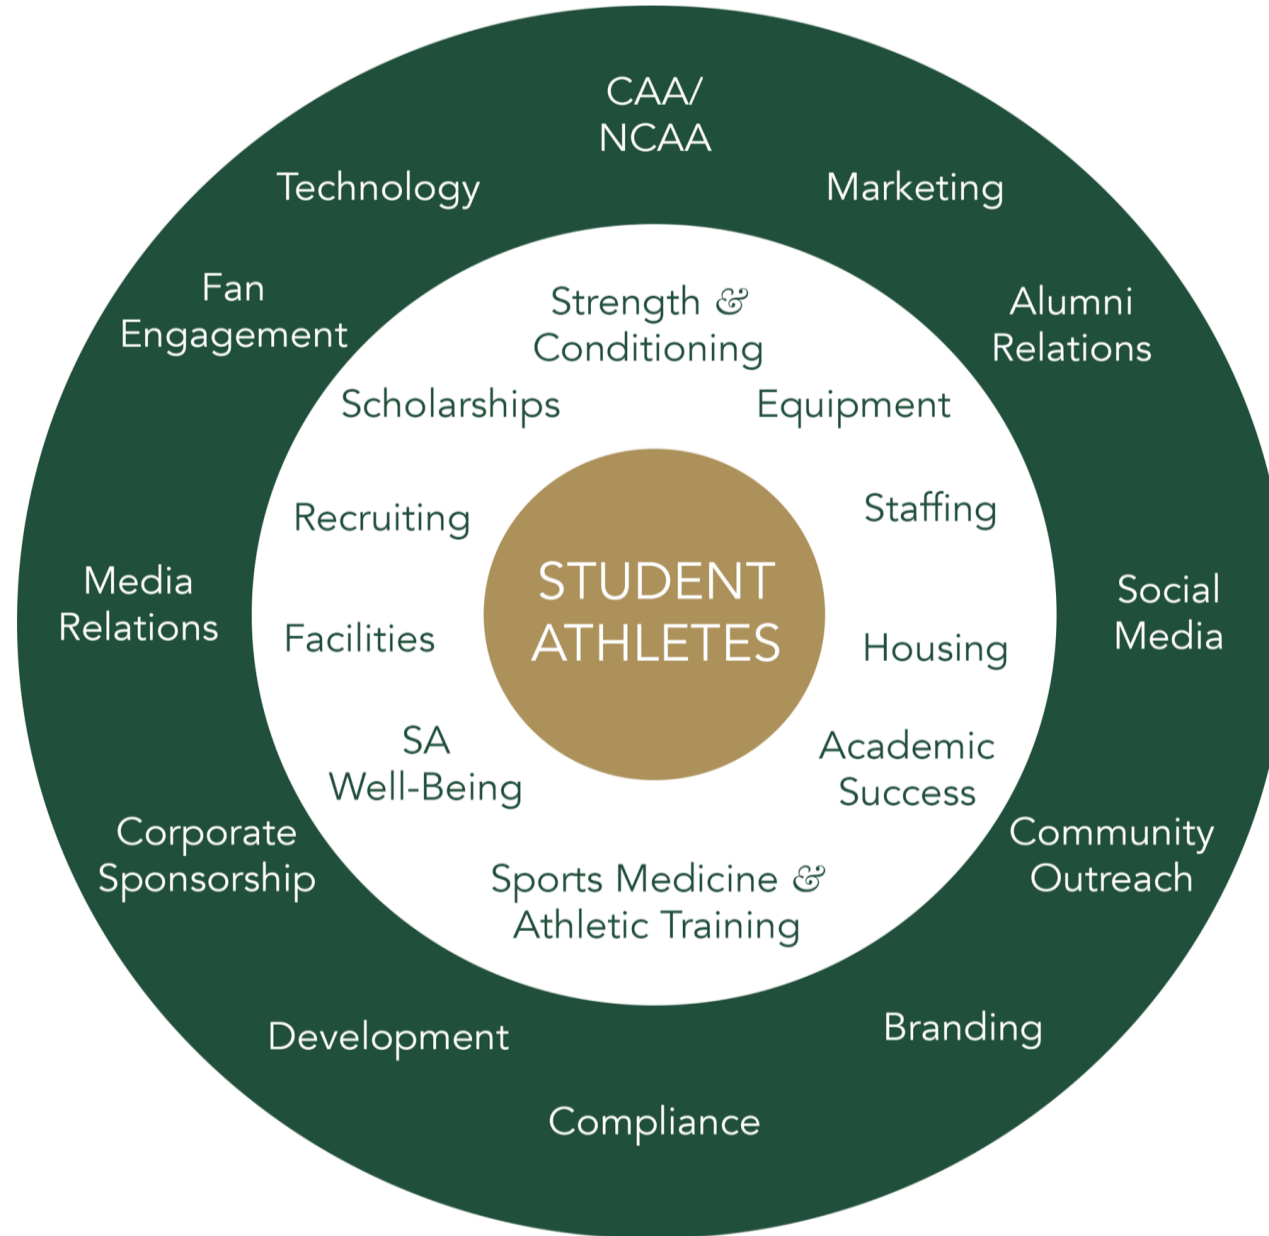 CAA/
NCAA
Technology
Marketing
Fan
Engagement
Alumni
Relations
Strength &
Conditioning
Scholarships
Equipment
Recruiting
Staffing
STUDENT
ATHLETES
Media
Relations
Social
Media
Facilities
Housing
SA
Well-Being
Academic
Success
Corporate
Sponsorship
Community
Outreach
Sports Medicine &
Athletic Training
Development
Branding
Compliance